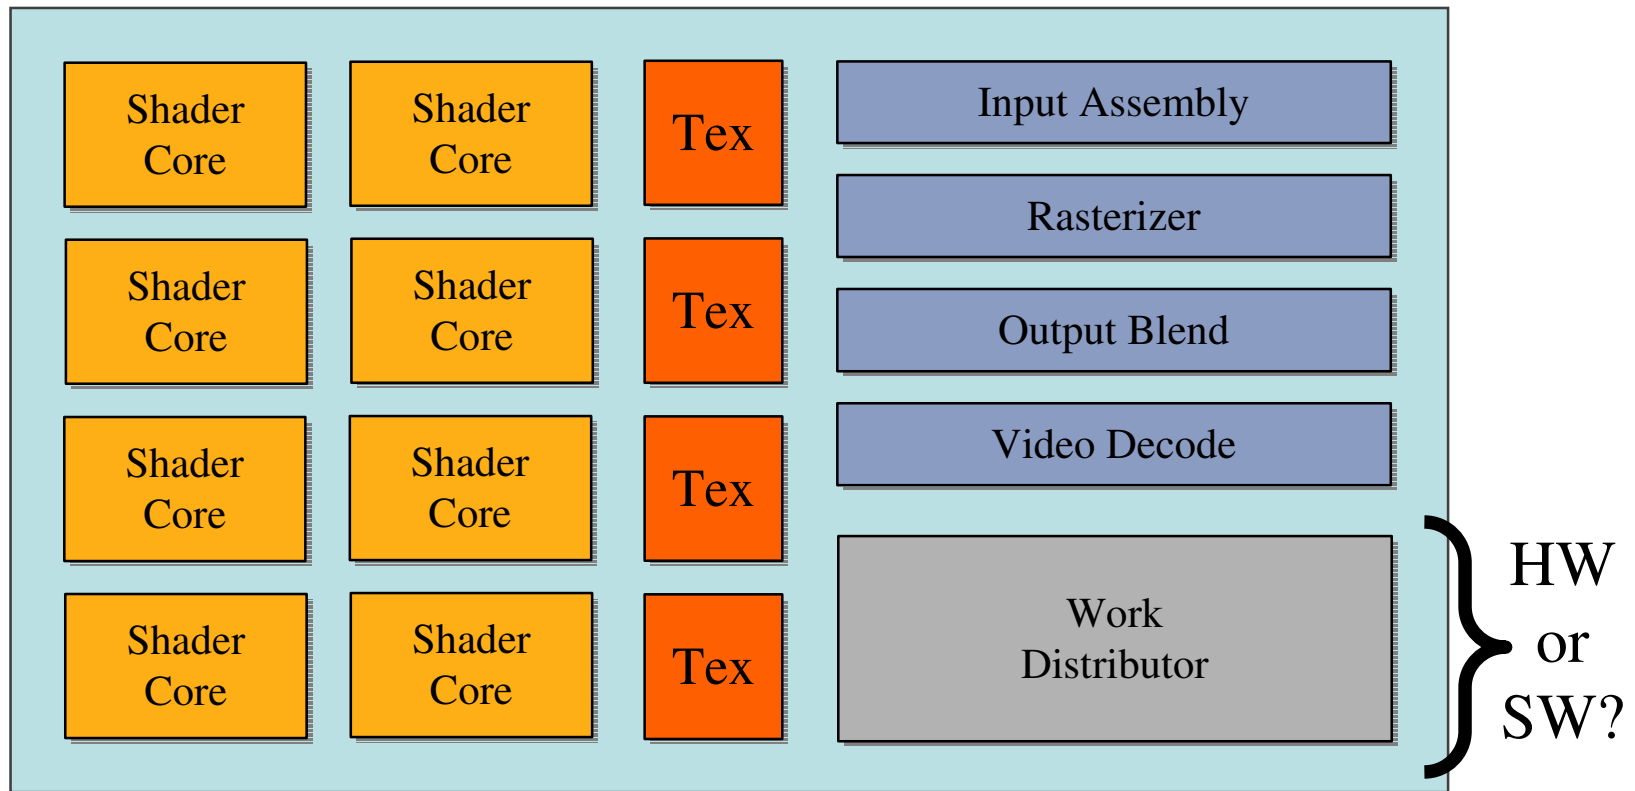 Shader
Core
Shader
Core
Tex
Input Assembly
Rasterizer
Shader
Core
Shader
Core
Tex
Output Blend
Shader
Core
Shader
Core
Tex
Video Decode
Shader
Core
Shader
Core
Tex
Work
Distributor
HW
or
SW?